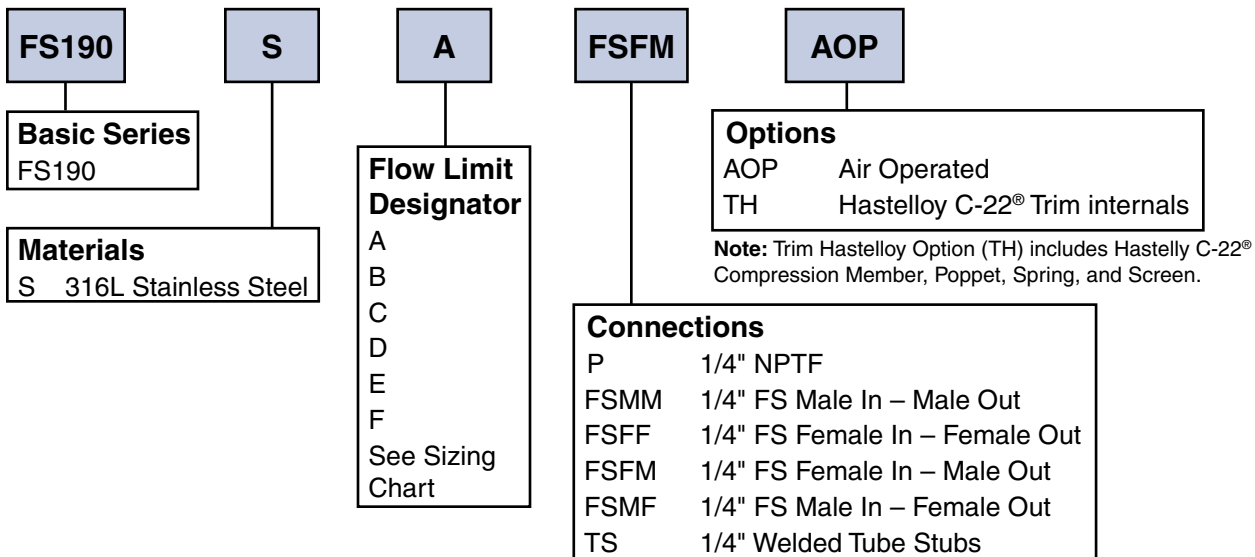 FS190 S A FSFM AOP
Basic Series
FS190
Materials
S 316L Stainless Steel
Flow Limit
Designator
A
B
C
D
E
F
See Sizing
Chart
Options
AOP Air Operated
TH Hastelloy C-22® Trim internals
Note: Trim Hastelloy Option (TH) includes Hastelly C-22®
Compression Member, Poppet, Spring, and Screen.
Connections
P 1/4" NPTF
FSMM 1/4" FS Male In – Male Out
FSFF 1/4" FS Female In – Female Out
FSFM 1/4" FS Female In – Male Out
FSMF 1/4" FS Male In – Female Out
TS 1/4" Welded Tube Stubs